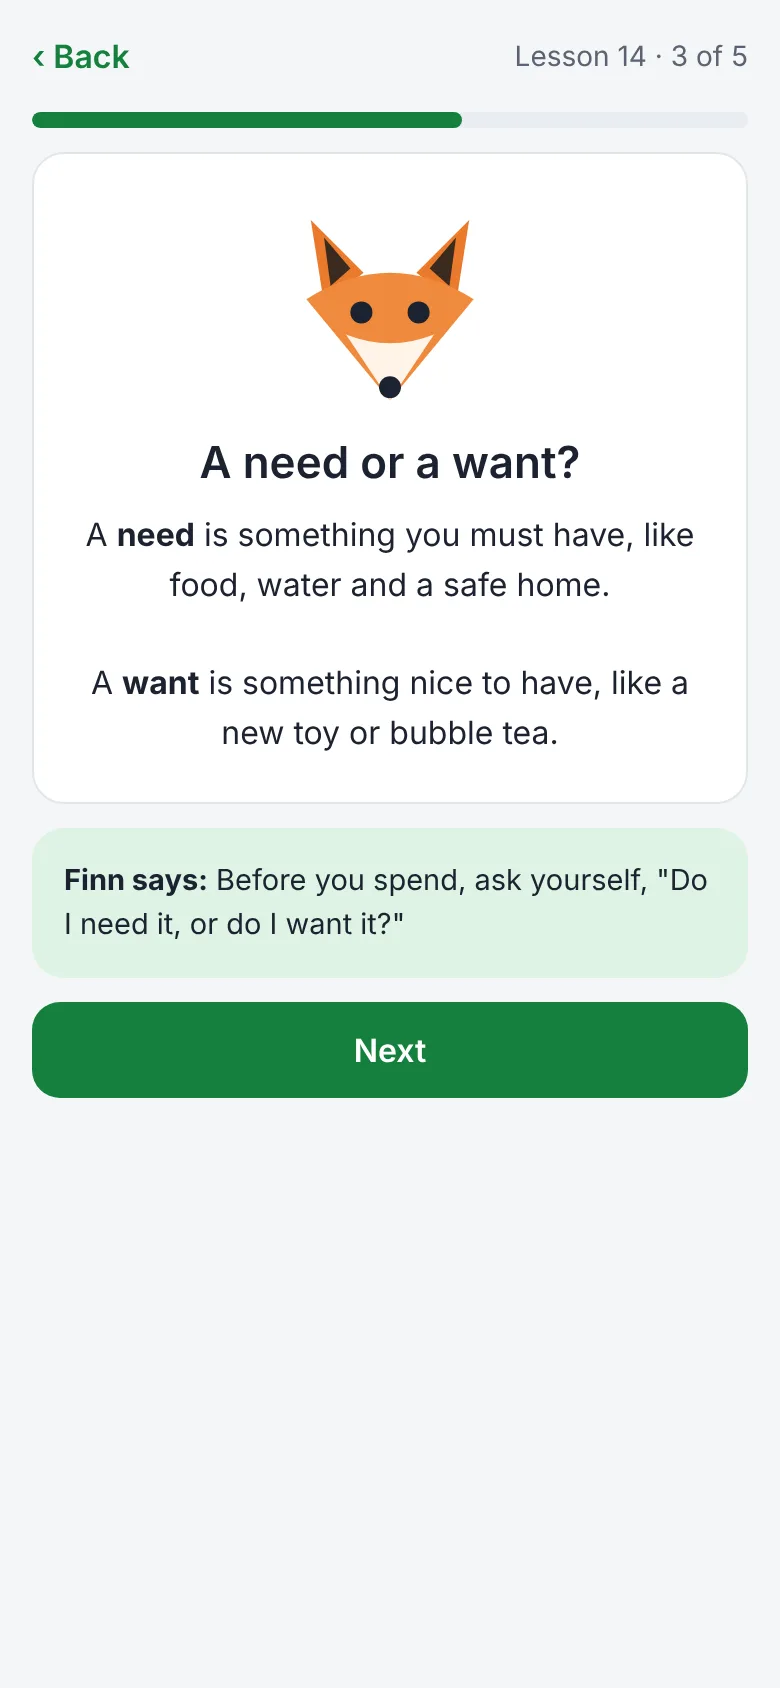 ‹ Back
Lesson 14 · 3 of 5
A need or a want?
A need is something you must have, like
food, water and a safe home.
A want is something nice to have, like a
new toy or bubble tea.
Finn says: Before you spend, ask yourself, "Do
I need it, or do I want it?"
Next